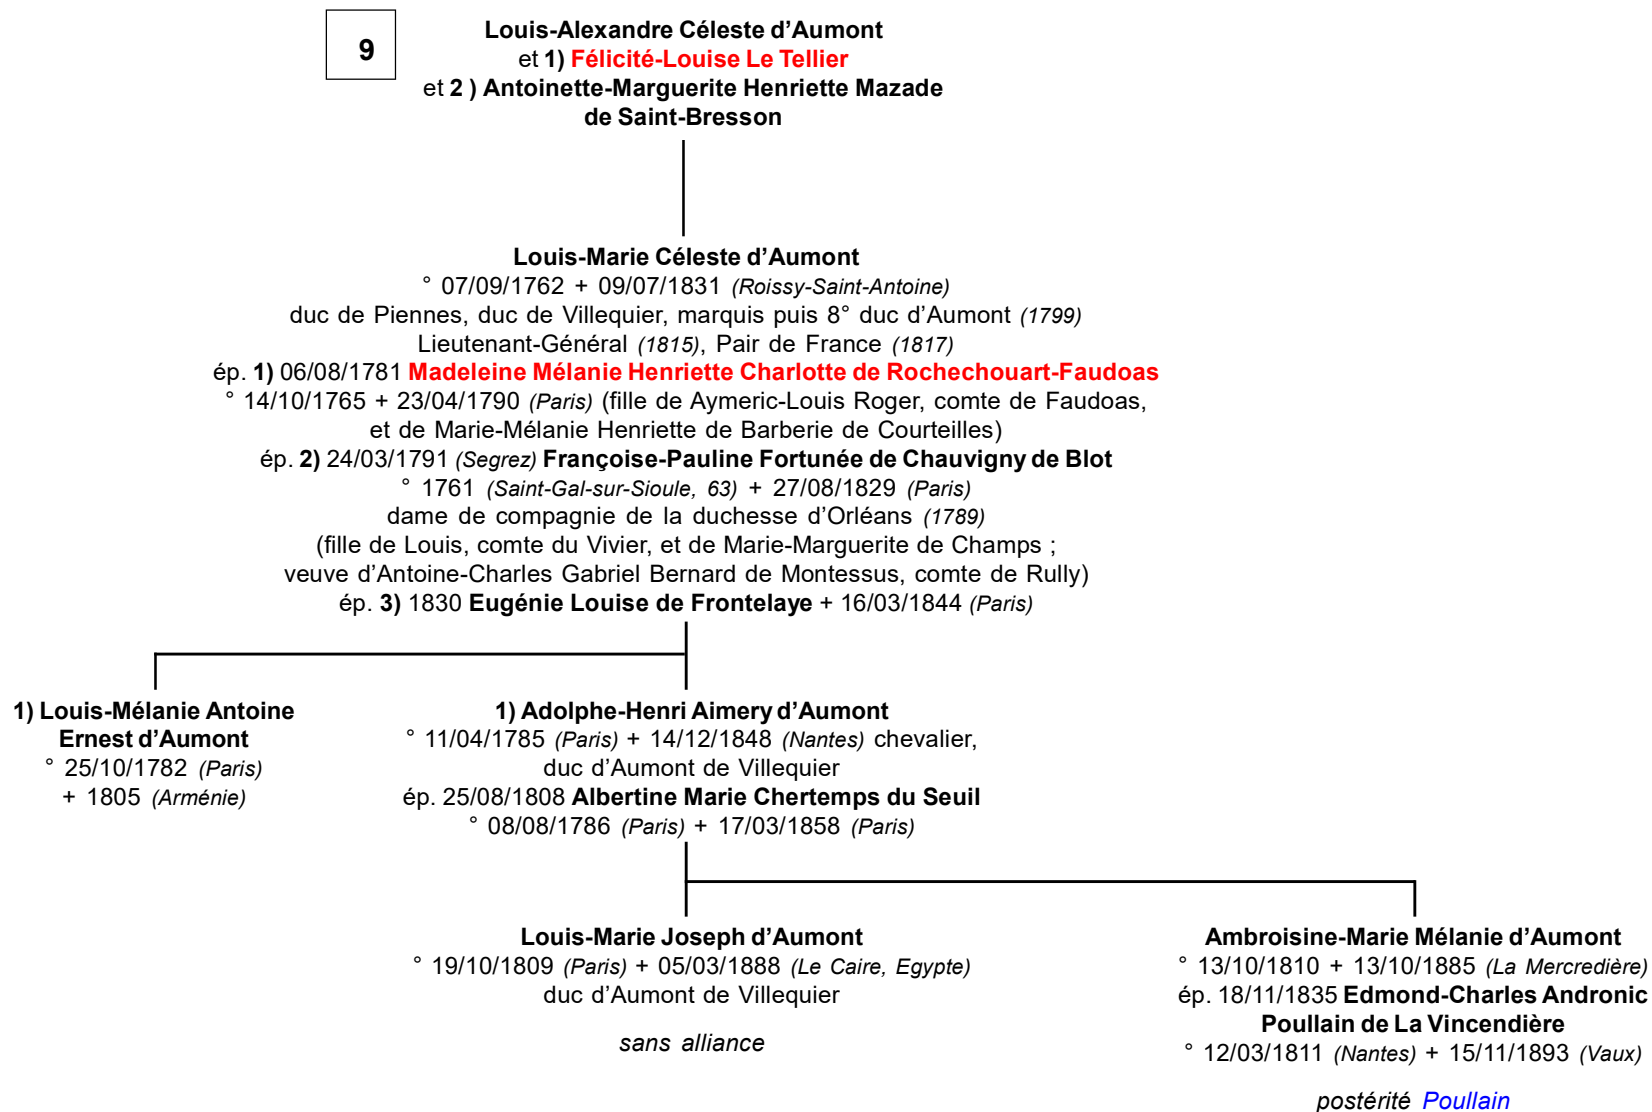 9
Louis-Alexandre Céleste d’Aumont
et 1) Félicité-Louise Le Tellier
et 2 ) Antoinette-Marguerite Henriette Mazade
de Saint-Bresson
Louis-Marie Céleste d’Aumont
° 07/09/1762 + 09/07/1831 (Roissy-Saint-Antoine)
duc de Piennes, duc de Villequier, marquis puis 8° duc d’Aumont (1799)
Lieutenant-Général (1815), Pair de France (1817)
ép. 1) 06/08/1781 Madeleine Mélanie Henriette Charlotte de Rochechouart-Faudoas
° 14/10/1765 + 23/04/1790 (Paris) (fille de Aymeric-Louis Roger, comte de Faudoas,
et de Marie-Mélanie Henriette de Barberie de Courteilles)
ép. 2) 24/03/1791 (Segrez) Françoise-Pauline Fortunée de Chauvigny de Blot
° 1761 (Saint-Gal-sur-Sioule, 63) + 27/08/1829 (Paris)
dame de compagnie de la duchesse d’Orléans (1789)
(fille de Louis, comte du Vivier, et de Marie-Marguerite de Champs ;
veuve d’Antoine-Charles Gabriel Bernard de Montessus, comte de Rully)
ép. 3) 1830 Eugénie Louise de Frontelaye + 16/03/1844 (Paris)
1) Louis-Mélanie Antoine
Ernest d’Aumont
° 25/10/1782 (Paris)
+ 1805 (Arménie)
1) Adolphe-Henri Aimery d’Aumont
° 11/04/1785 (Paris) + 14/12/1848 (Nantes) chevalier,
duc d’Aumont de Villequier
ép. 25/08/1808 Albertine Marie Chertemps du Seuil
° 08/08/1786 (Paris) + 17/03/1858 (Paris)
Louis-Marie Joseph d’Aumont
° 19/10/1809 (Paris) + 05/03/1888 (Le Caire, Egypte)
duc d’Aumont de Villequier
sans alliance
Ambroisine-Marie Mélanie d’Aumont
° 13/10/1810 + 13/10/1885 (La Mercredière)
ép. 18/11/1835 Edmond-Charles Andronic
Poullain de La Vincendière
° 12/03/1811 (Nantes) + 15/11/1893 (Vaux)
postérité Poullain